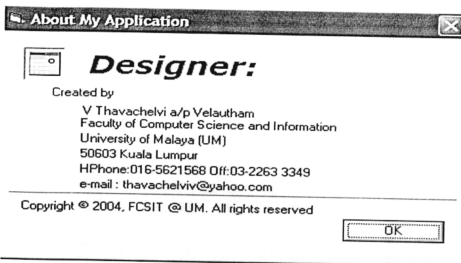 About My Application
Designer:
Created by
V Thavachelvi a/p Velautham
Faculty of Computer Science and Information
University of Malaya (UM)
50603 Kuala Lumpur
HPhone:016-5621568 Off:03-2263 3349
e-mail : thavachelviv@yahoo.com
Copyright © 2004, FCSIT @ UM. All rights reserved
OK